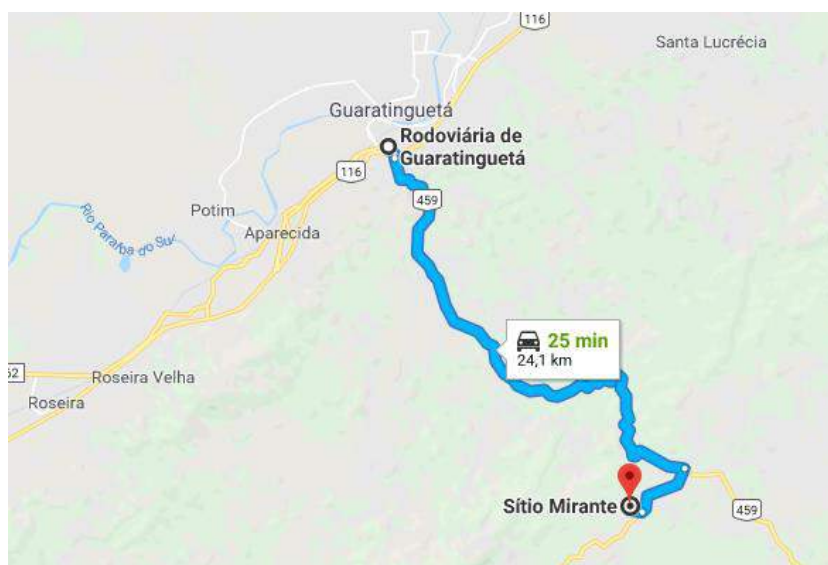 116
Santa Lucrécia
Guaratinguetá
Rodoviária de
Guaratinguetá
116
459
Potim
Rio Paraíba do Sul
Aparecida
25 min
24,1 km
62
Roseira Velha
Roseira
Sítio Mirante
459